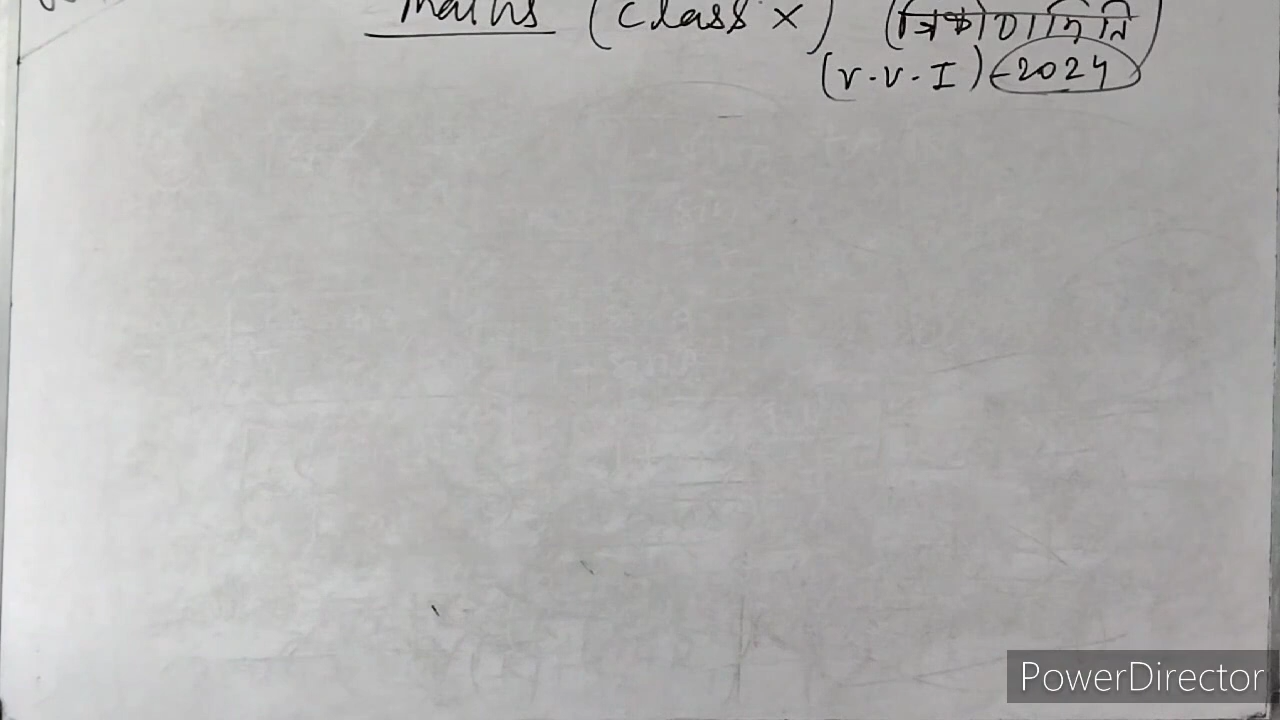 Maths (Class X) (त्रिकोणमिति)
(V.V.I) - 2024
PowerDirector